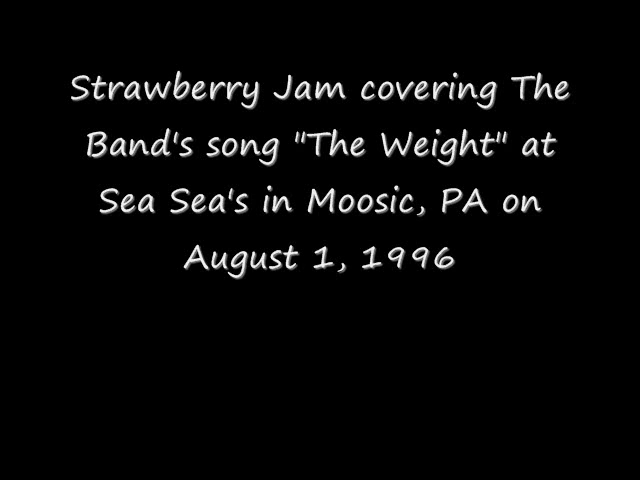 Strawberry Jam covering The
Band's song "The Weight" at
Sea Sea's in Moosic, PA on
August 1, 1996